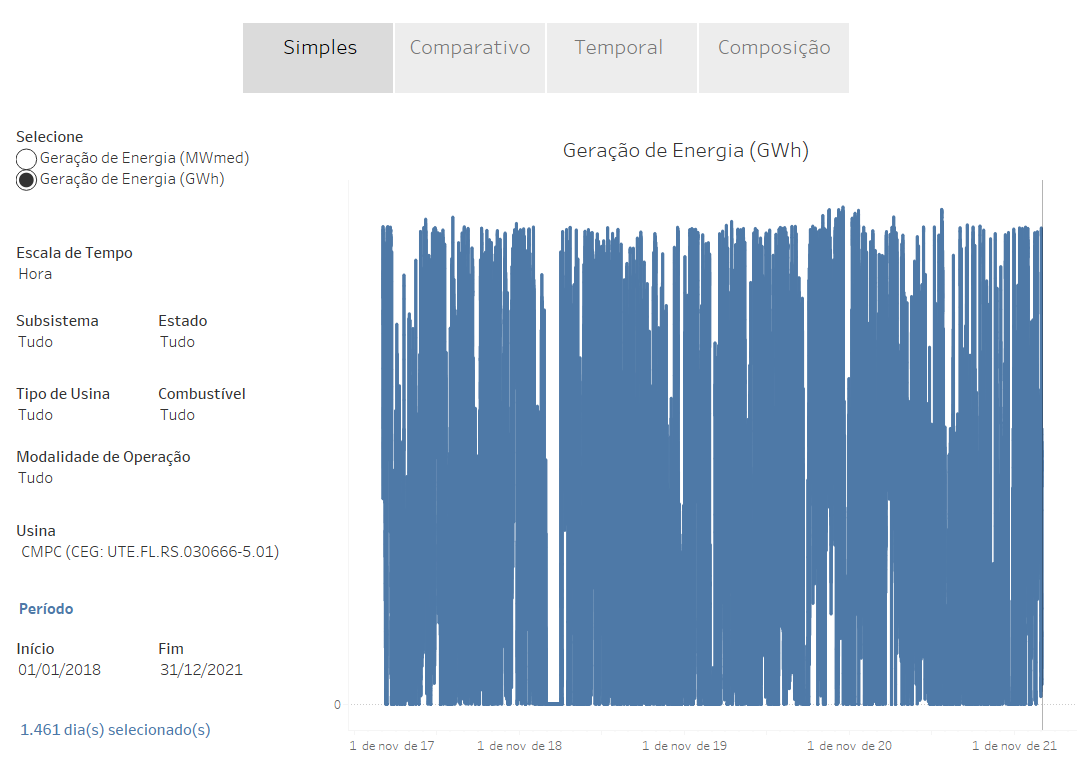 Simples
Comparativo
Temporal
Composição
Selecione
Geração de Energia (MWmed)
Geração de Energia (GWh)
Escala de Tempo
Hora
Subsistema Estado
Tudo Tudo
Tipo de Usina Combustível
Tudo Tudo
Modalidade de Operação
Tudo
Usina
CMPC (CEG: UTE.FL.RS.030666-5.01)
Período
Início Fim
01/01/2018 31/12/2021
1.461 dia(s) selecionado(s)
Geração de Energia (GWh)
0
1 de nov de 17 1 de nov de 18 1 de nov de 19 1 de nov de 20 1 de nov de 21